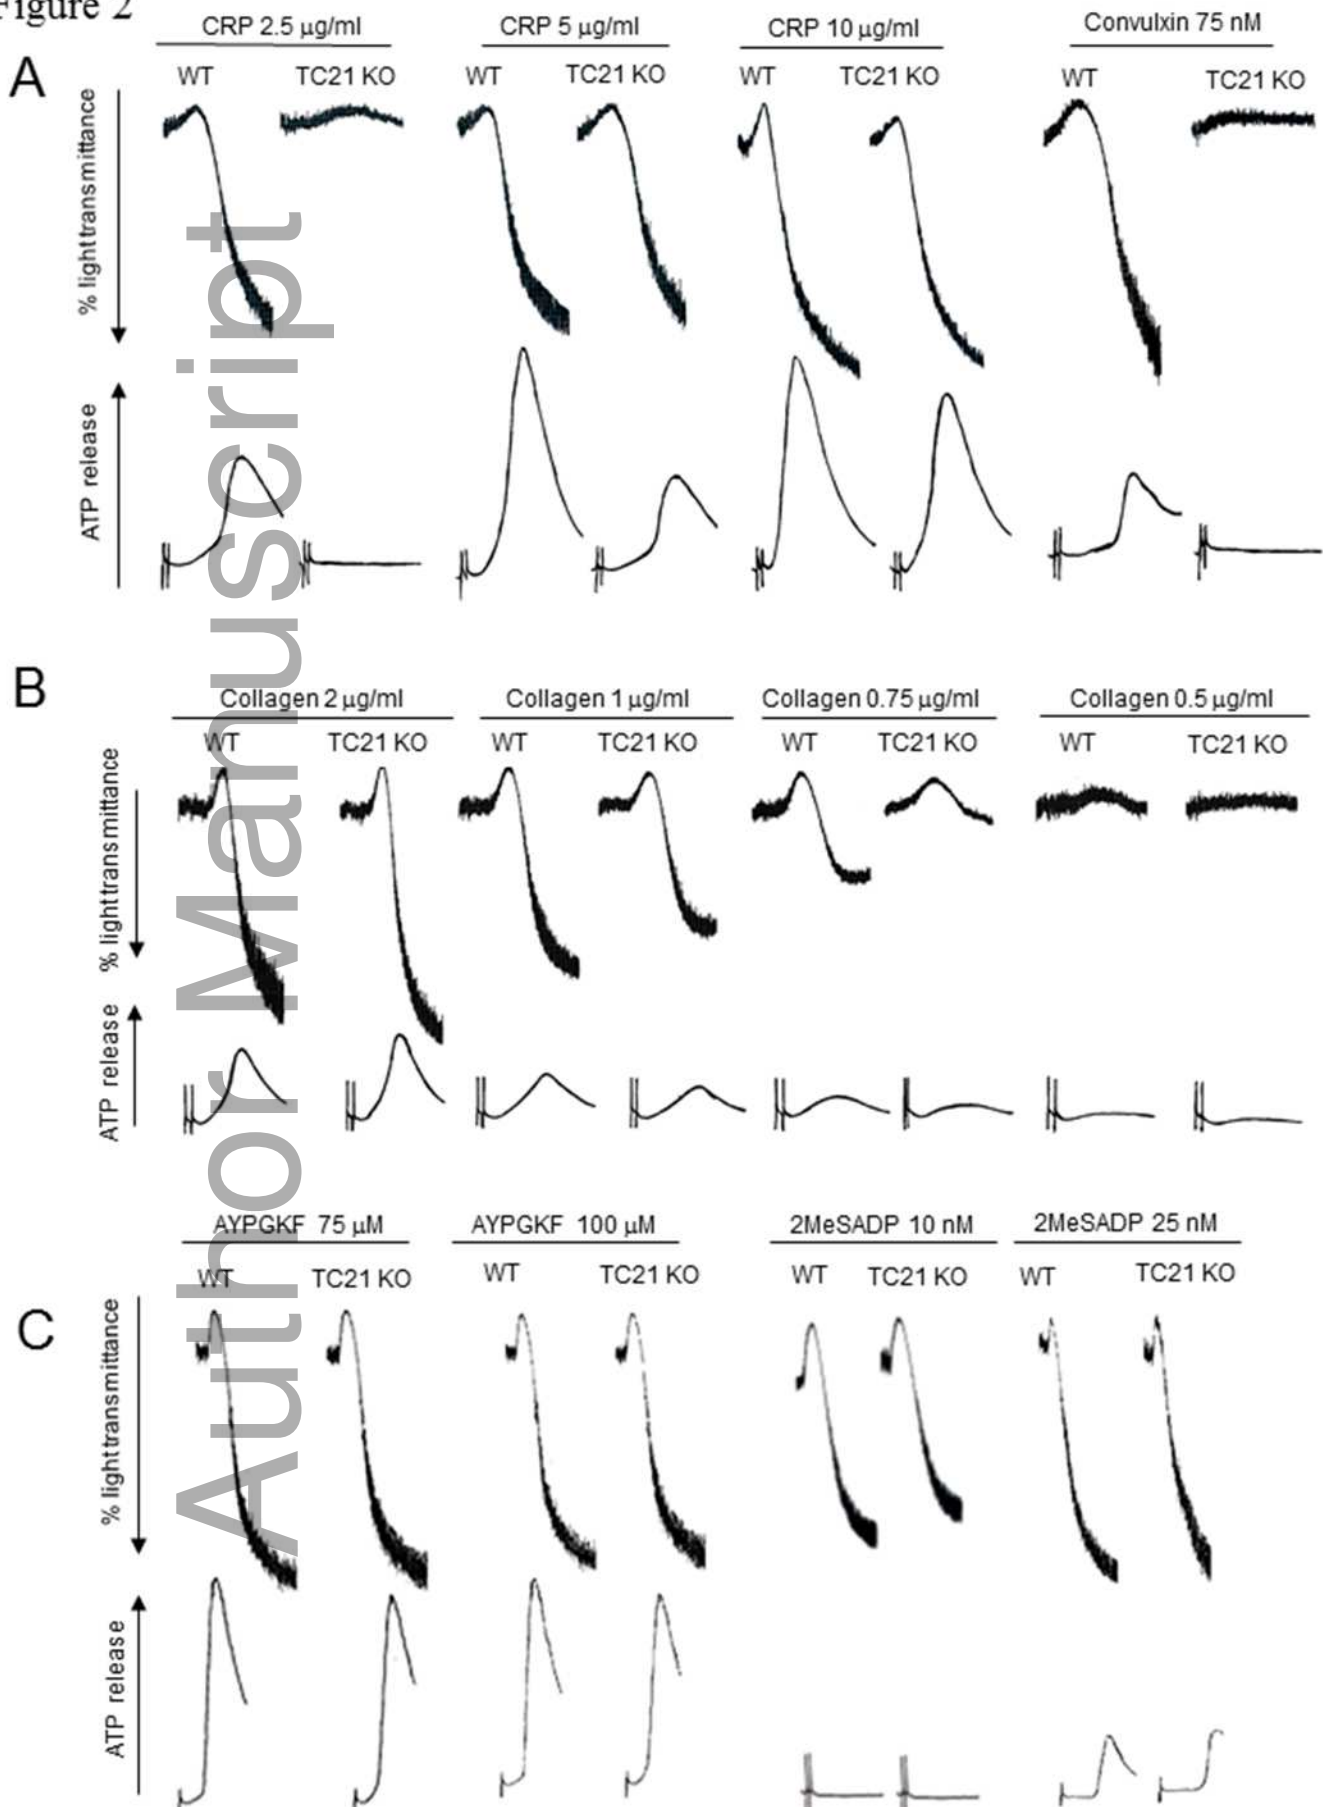 Figure 2
CRP 2.5 μg/ml CRP 5 μg/ml CRP 10 μg/ml Convulxin 75 nM
A
WT TC21 KO WT TC21 KO WT TC21 KO WT TC21 KO
% light transmittance
ATP release
B
Collagen 2 μg/ml Collagen 1 μg/ml Collagen 0.75 μg/ml Collagen 0.5 μg/ml
WT TC21 KO WT TC21 KO WT TC21 KO WT TC21 KO
% light transmittance
ATP release
AYPGKF 75 μM AYPGKF 100 μM 2MeSADP 10 nM 2MeSADP 25 nM
WT TC21 KO WT TC21 KO WT TC21 KO WT TC21 KO
C
% light transmittance
ATP release
Author Manuscript